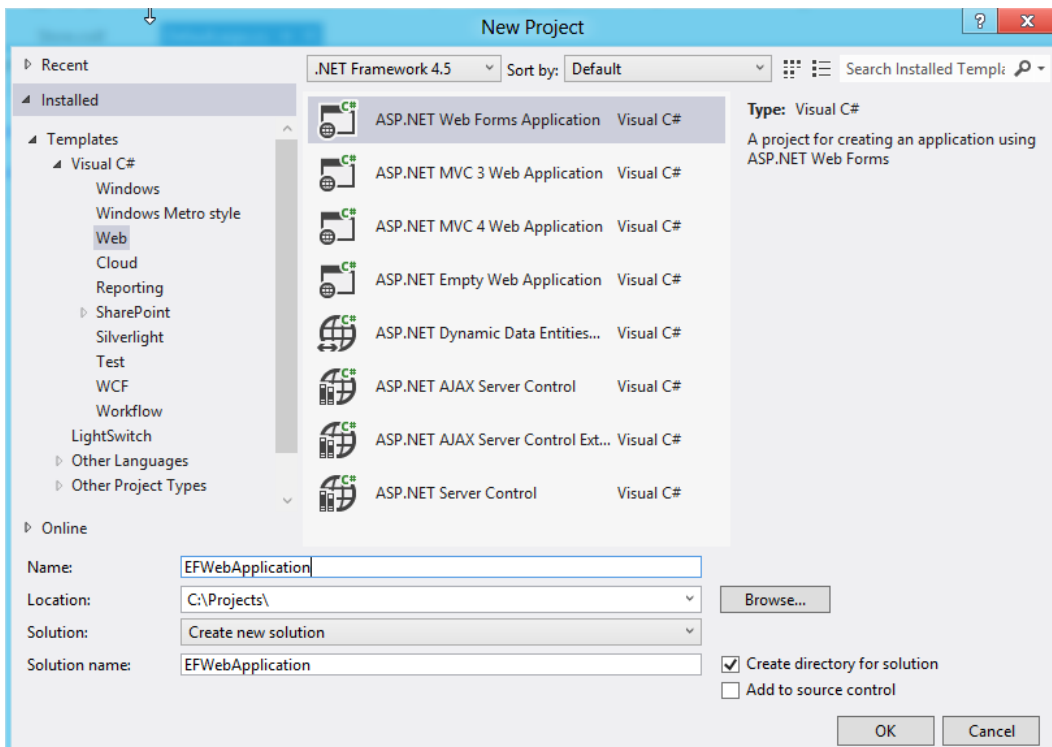 New Project
?
x
Recent
.NET Framework 4.5
Sort by: Default
Search Installed Templa
Installed
Templates
Visual C#
Windows
Windows Metro style
Web
Cloud
Reporting
SharePoint
Silverlight
Test
WCF
Workflow
LightSwitch
Other Languages
Other Project Types
Online
ASP.NET Web Forms Application Visual C#
ASP.NET MVC 3 Web Application Visual C#
ASP.NET MVC 4 Web Application Visual C#
ASP.NET Empty Web Application Visual C#
ASP.NET Dynamic Data Entities... Visual C#
ASP.NET AJAX Server Control Visual C#
ASP.NET AJAX Server Control Ext... Visual C#
ASP.NET Server Control Visual C#
Type: Visual C#
A project for creating an application using
ASP.NET Web Forms
Name: EFWebApplication
Location: C:\Projects\
Browse...
Solution: Create new solution
Solution name: EFWebApplication
Create directory for solution
Add to source control
OK
Cancel